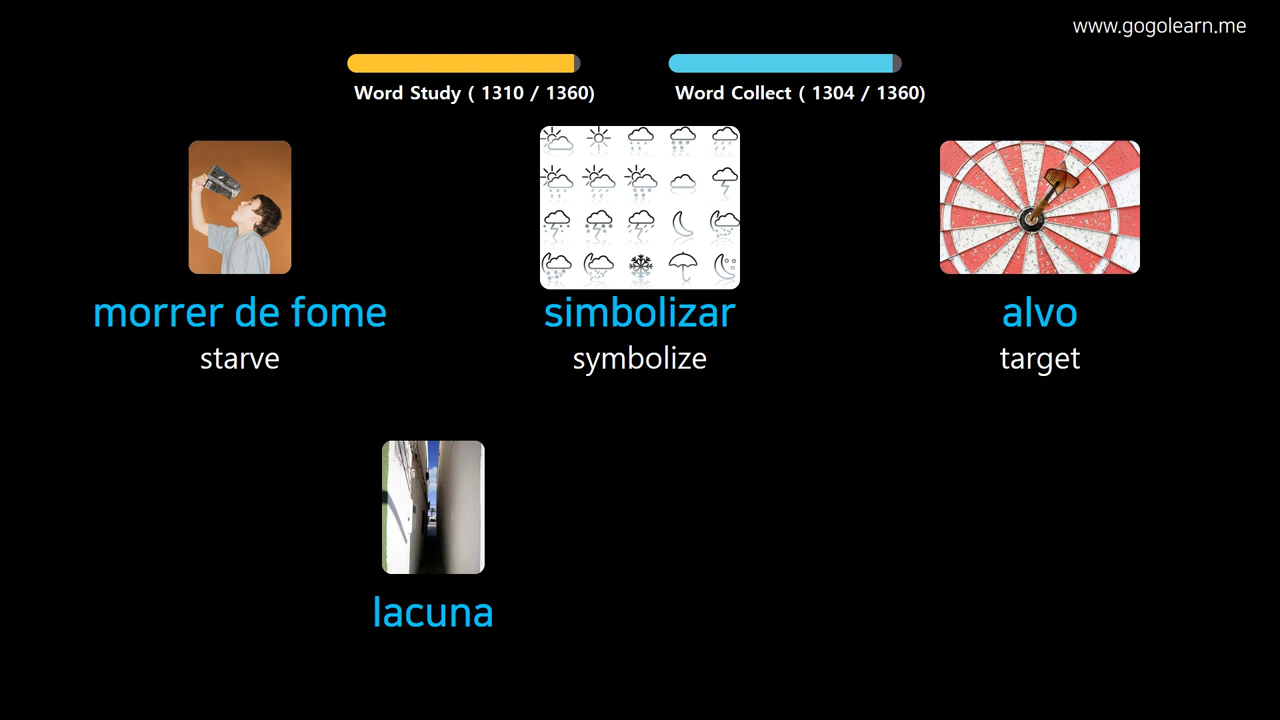 www.gogolearn.me
Word Study ( 1310 / 1360)
Word Collect ( 1304 / 1360)
morrer de fome
simbolizar
alvo
starve
symbolize
target
lacuna